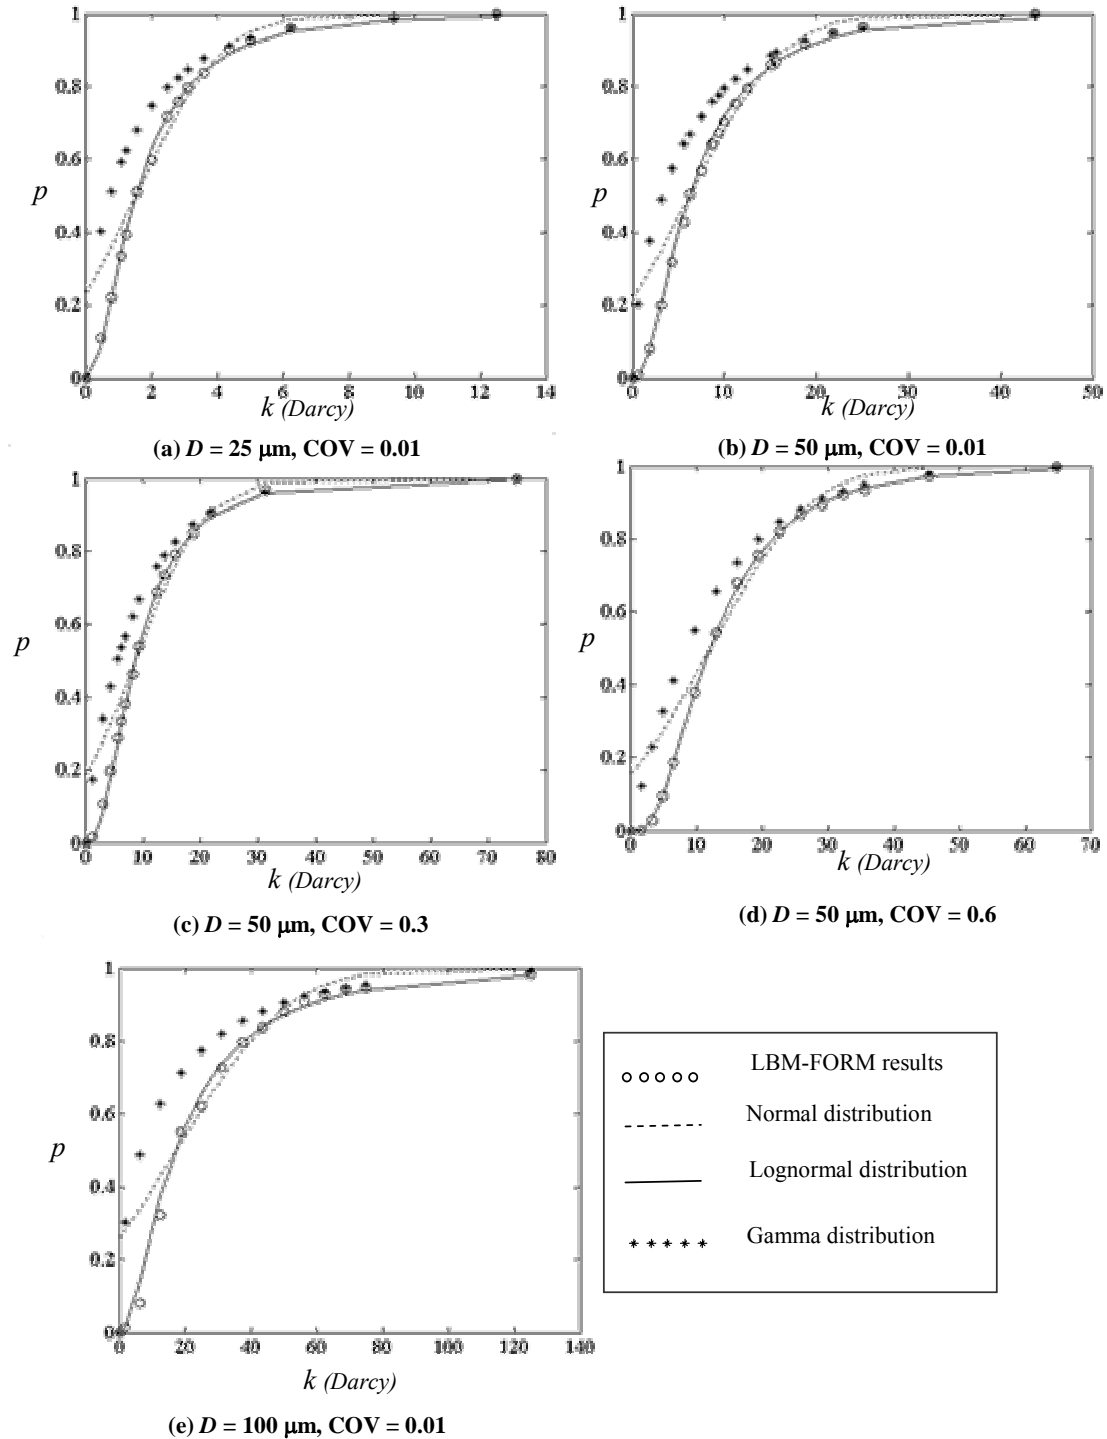 1
0.8
0.6
0.4
0.2
0
p
0 2 4 6 8 10 12 14
k (Darcy)
(a) D = 25 μm, COV = 0.01
1
0.8
0.6
0.4
0.2
0
p
0 10 20 30 40 50
k (Darcy)
(b) D = 50 μm, COV = 0.01
1
0.8
0.6
0.4
0.2
0
p
0 10 20 30 40 50 60 70 80
k (Darcy)
(c) D = 50 μm, COV = 0.3
1
0.8
0.6
0.4
0.2
0
p
0 10 20 30 40 50 60 70
k (Darcy)
(d) D = 50 μm, COV = 0.6
1
0.8
0.6
0.4
0.2
0
p
0 20 40 60 80 100 120 140
k (Darcy)
(e) D = 100 μm, COV = 0.01
LBM-FORM results
Normal distribution
Lognormal distribution
Gamma distribution